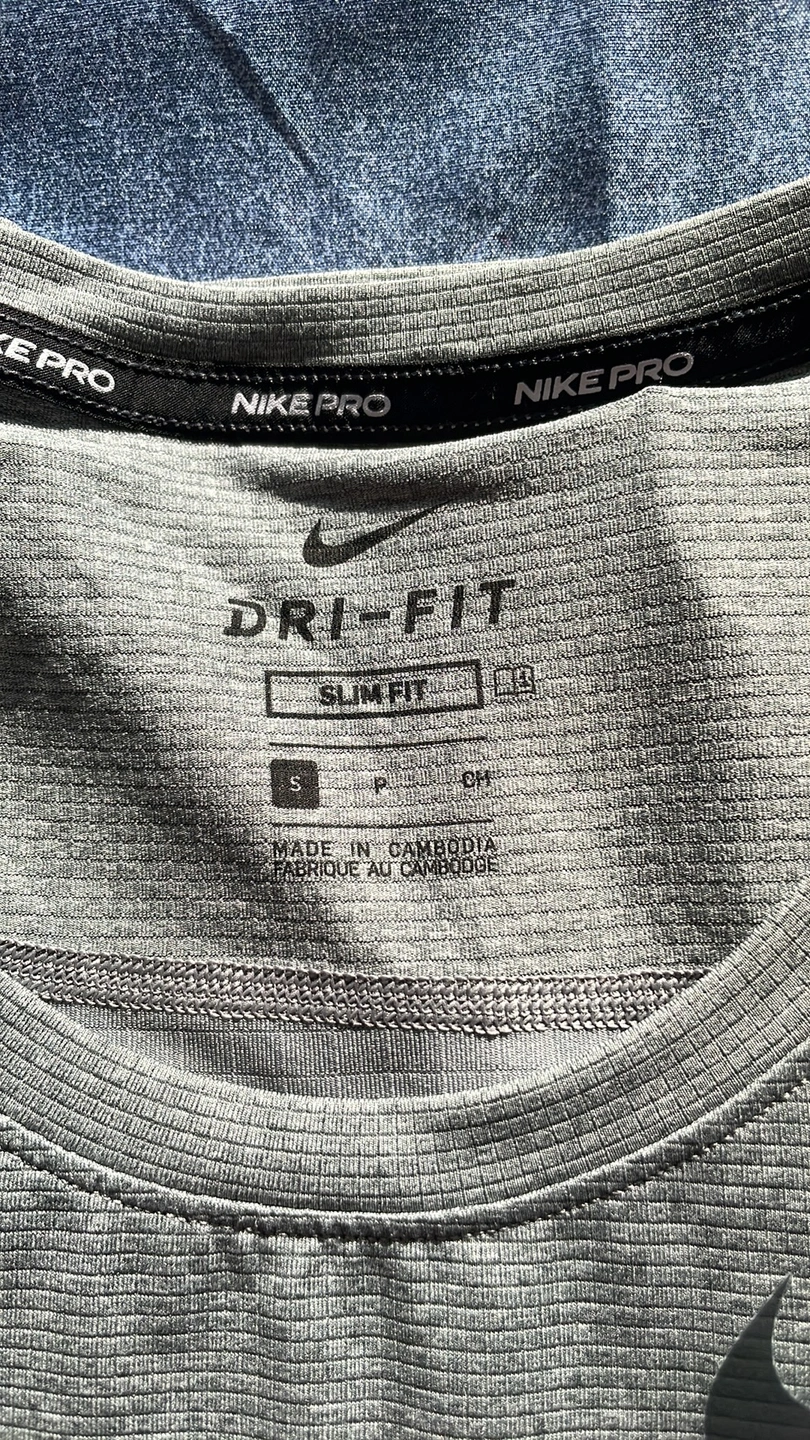 KE PRO
NIKE PRO
NIKE PRO
DRI-FIT
SLIM FIT
S P CH
MADE IN CAMBODIA
FABRIQUE AU CAMBODGE